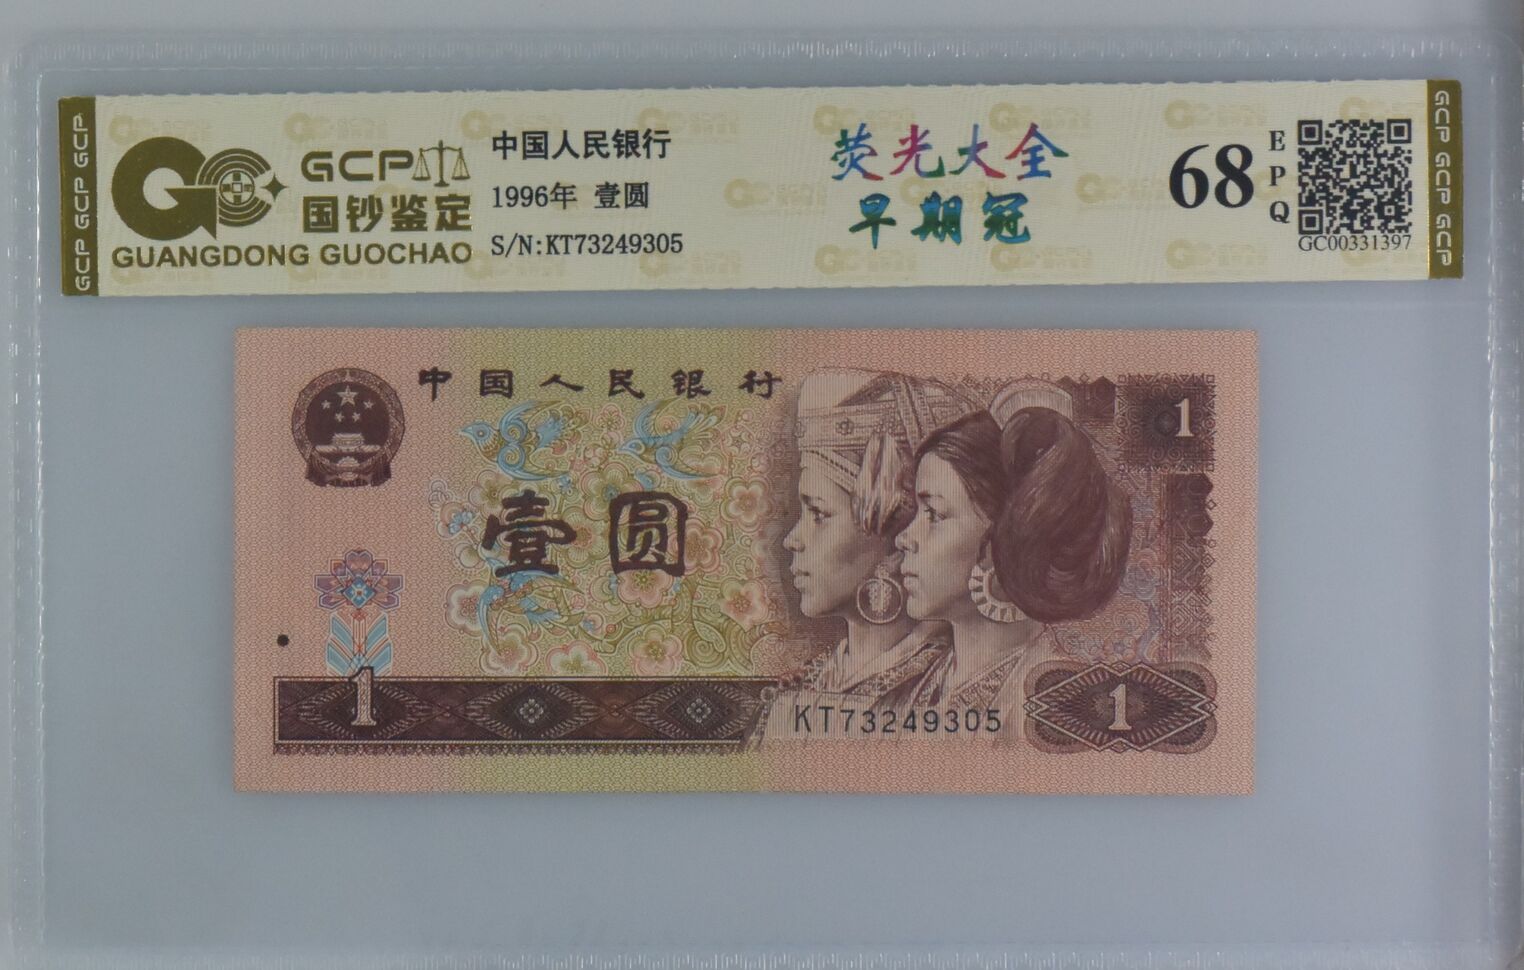 GCP GCP GCP
GCP
国钞鉴定
GUANGDONG GUOCHAO
中国人民银行
1996年 壹圆
S/N:KT73249305
荧光大全
早期冠
68
EPQ
GC00331397
GCP GCP GCP
中国人民银行
1
壹圆
1
KT73249305
1